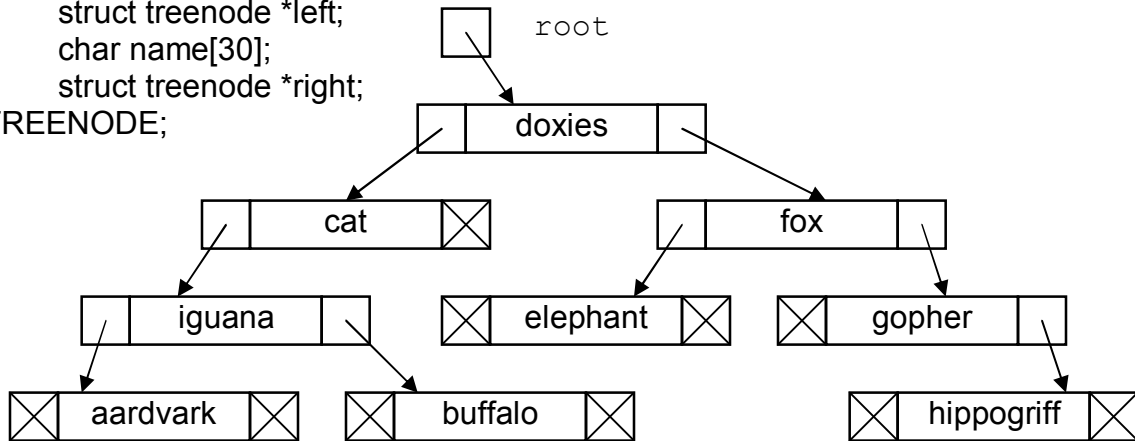 struct treenode *left;
char name[30];
struct treenode *right;
TREENODE;
root
doxies
cat
fox
iguana
elephant
gopher
aardvark
buffalo
hippogriff